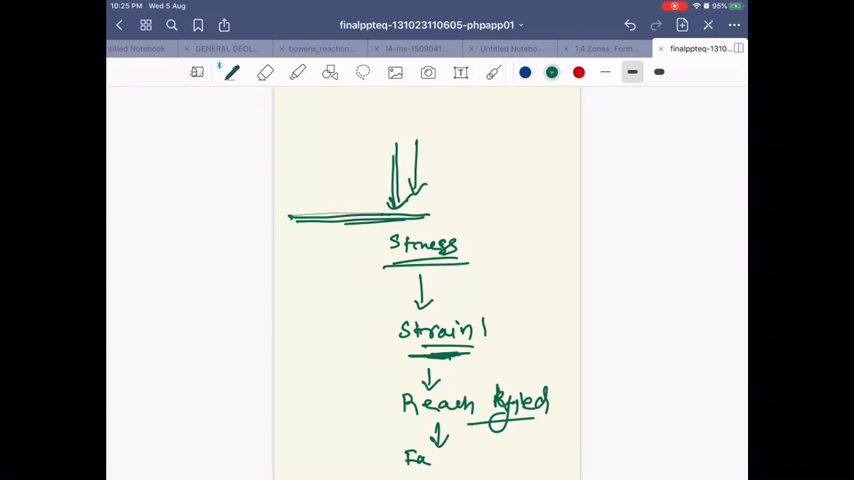 10:25 PM Wed 5 Aug
95%
finalppteq-131023110605-phpapp01
ntitled Notebook
GENERAL GEOL...
bowens_reaction...
l4-ms-1509041...
Untitled Noteboo...
1.4 Zones, Form...
finalppteq-1310...
Stress
Strain
Reach
Fa